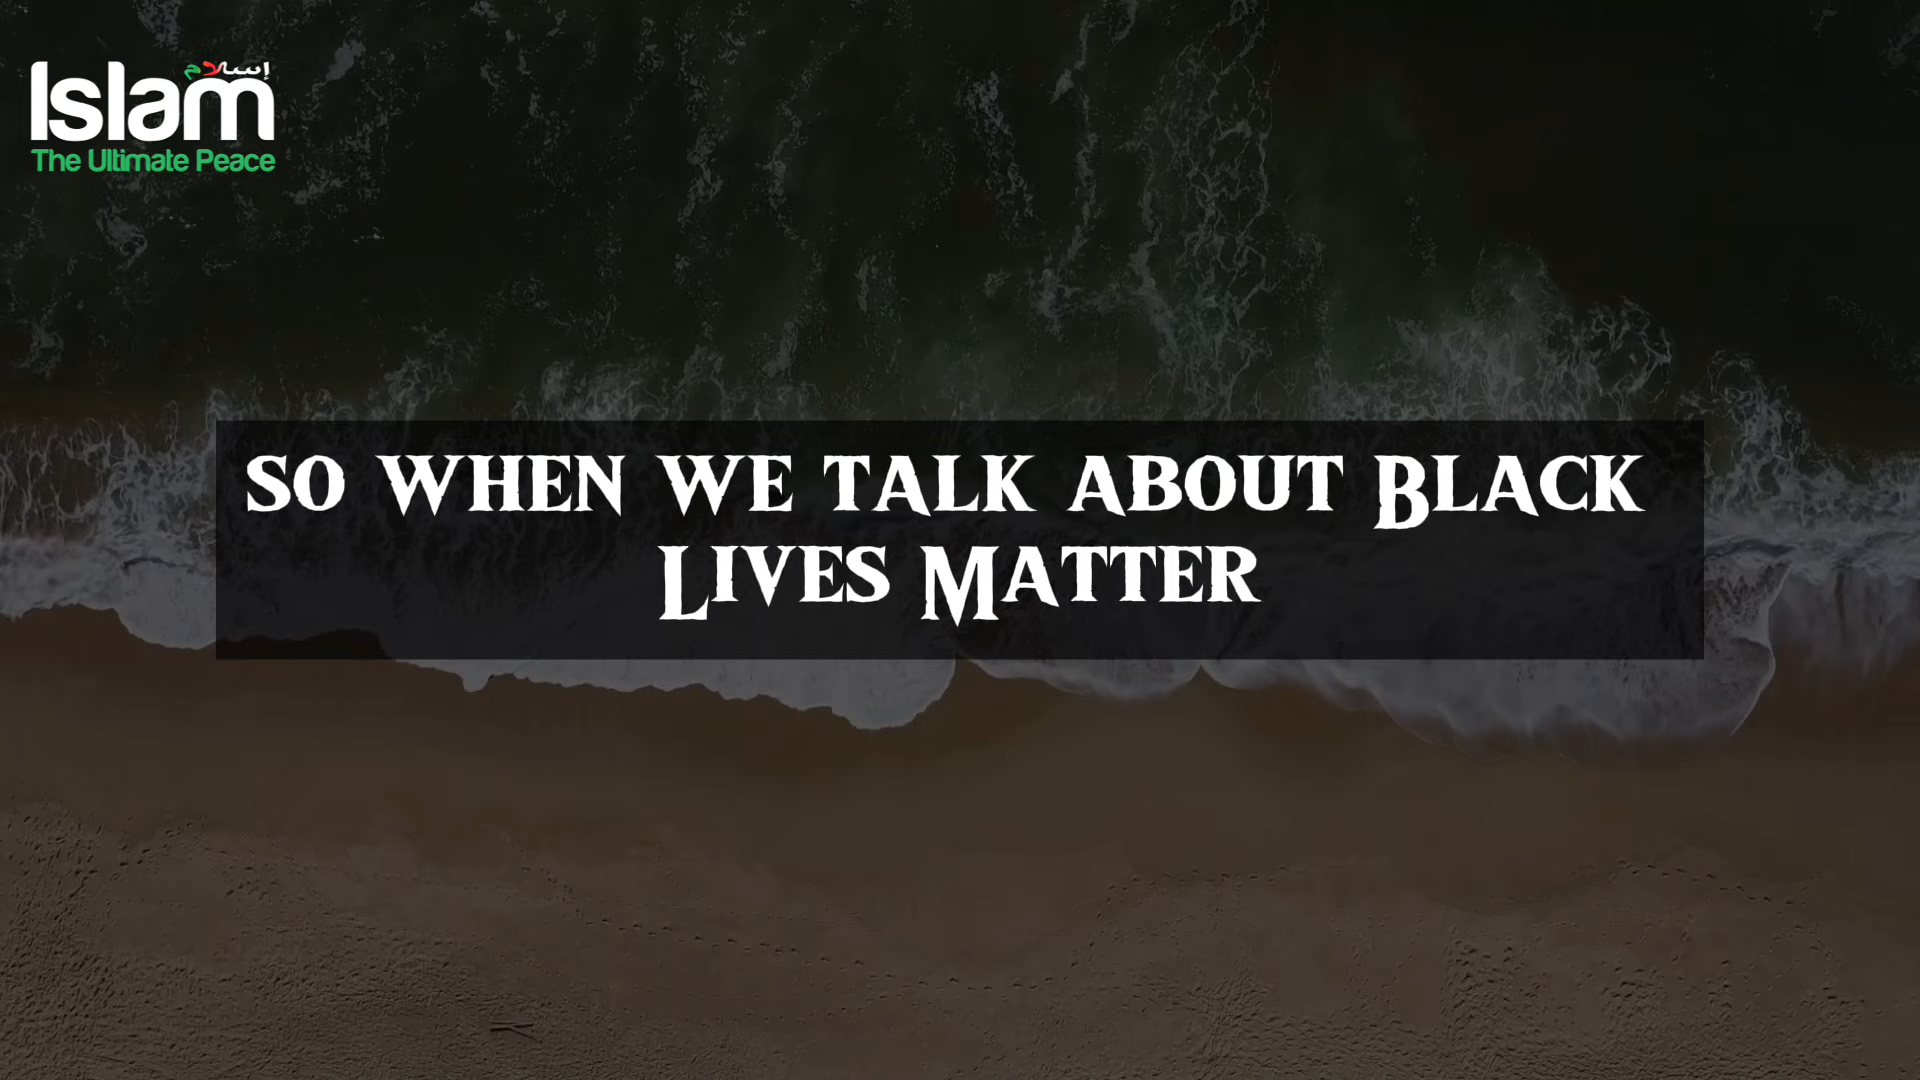 إسلام
Islam
The Ultimate Peace
so when we talk about Black
Lives Matter